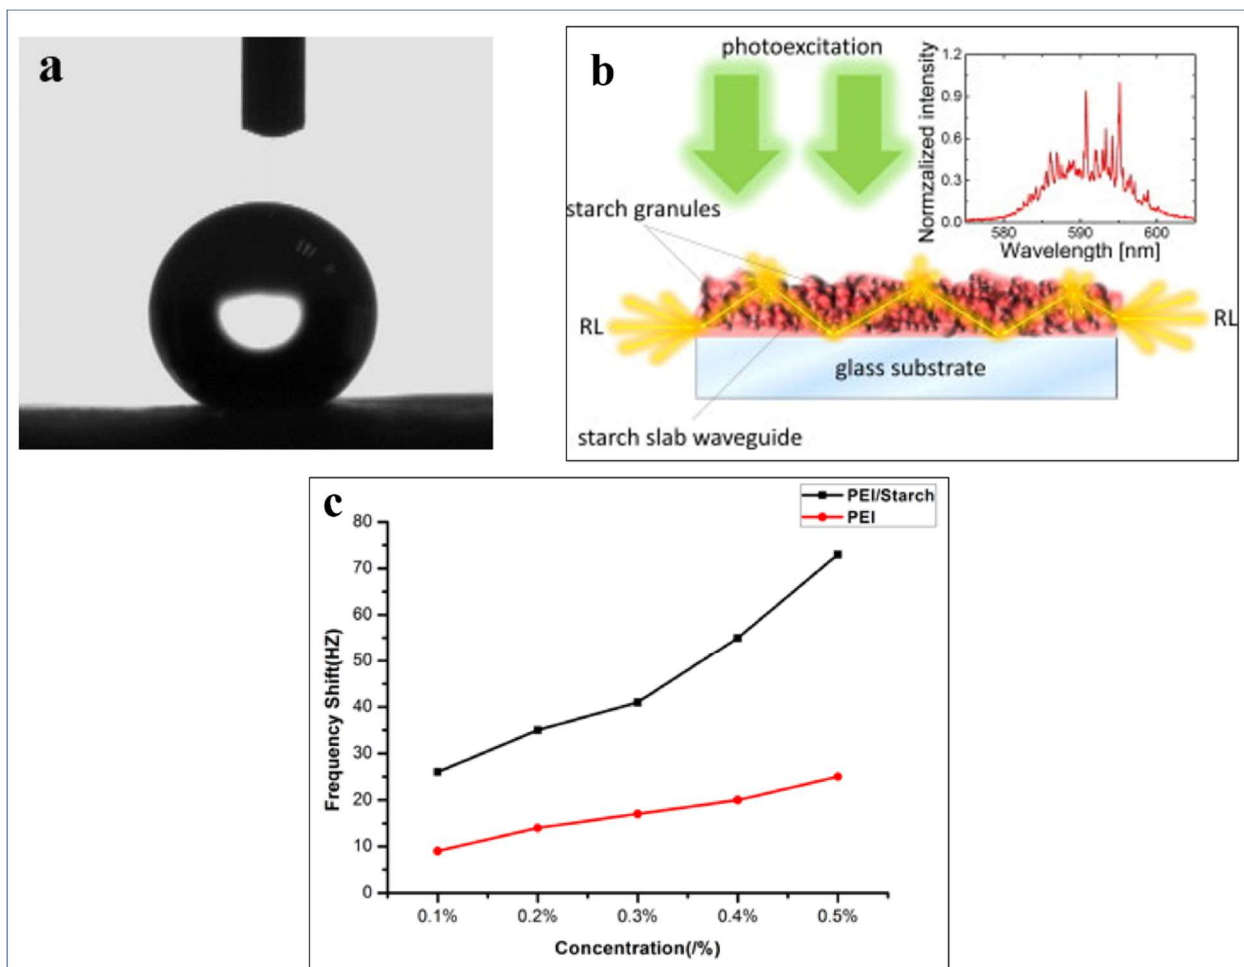 a
b
photoexcitation
starch granules
RL
RL
glass substrate
starch slab waveguide
Normzalized intensity
1.2
0.9
0.6
0.3
0.0
580
590
600
Wavelength [nm]
c
PEI/Starch
PEI
Frequency Shift(HZ)
80
70
60
50
40
30
20
10
0
0.1%
0.2%
0.3%
0.4%
0.5%
Concentration(/%)